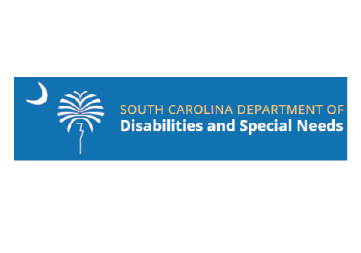 SOUTH CAROLINA DEPARTMENT OF
Disabilities and Special Needs